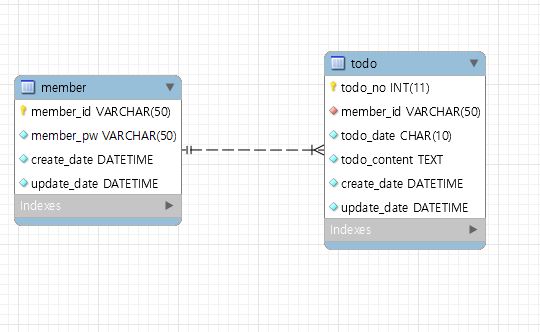 member
member_id VARCHAR(50)
member_pw VARCHAR(50)
create_date DATETIME
update_date DATETIME
Indexes
todo
todo_no INT(11)
member_id VARCHAR(50)
todo_date CHAR(10)
todo_content TEXT
create_date DATETIME
update_date DATETIME
Indexes